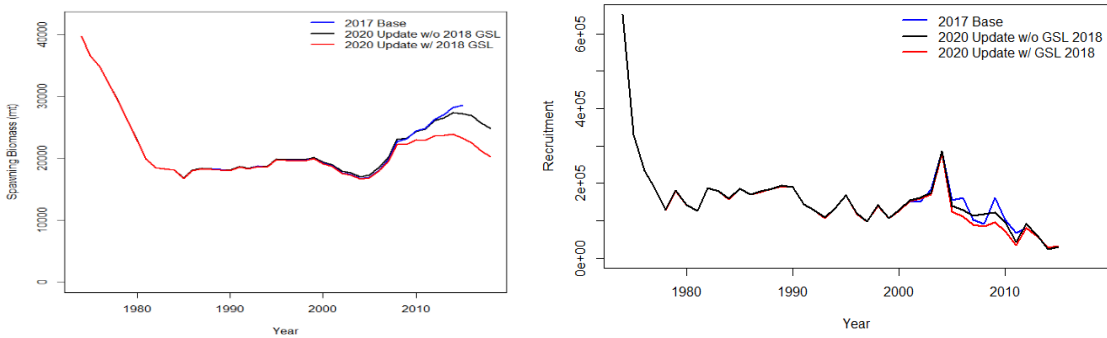 2017 Base
2020 Update w/o 2018 GSL
2020 Update w/ 2018 GSL
40000
30000
20000
10000
0
Spawning Biomass (mt)
1980
1990
2000
2010
Year
2017 Base
2020 Update w/o GSL 2018
2020 Update w/ GSL 2018
6e+05
4e+05
2e+05
0e+00
Recruitment
1980
1990
2000
2010
Year